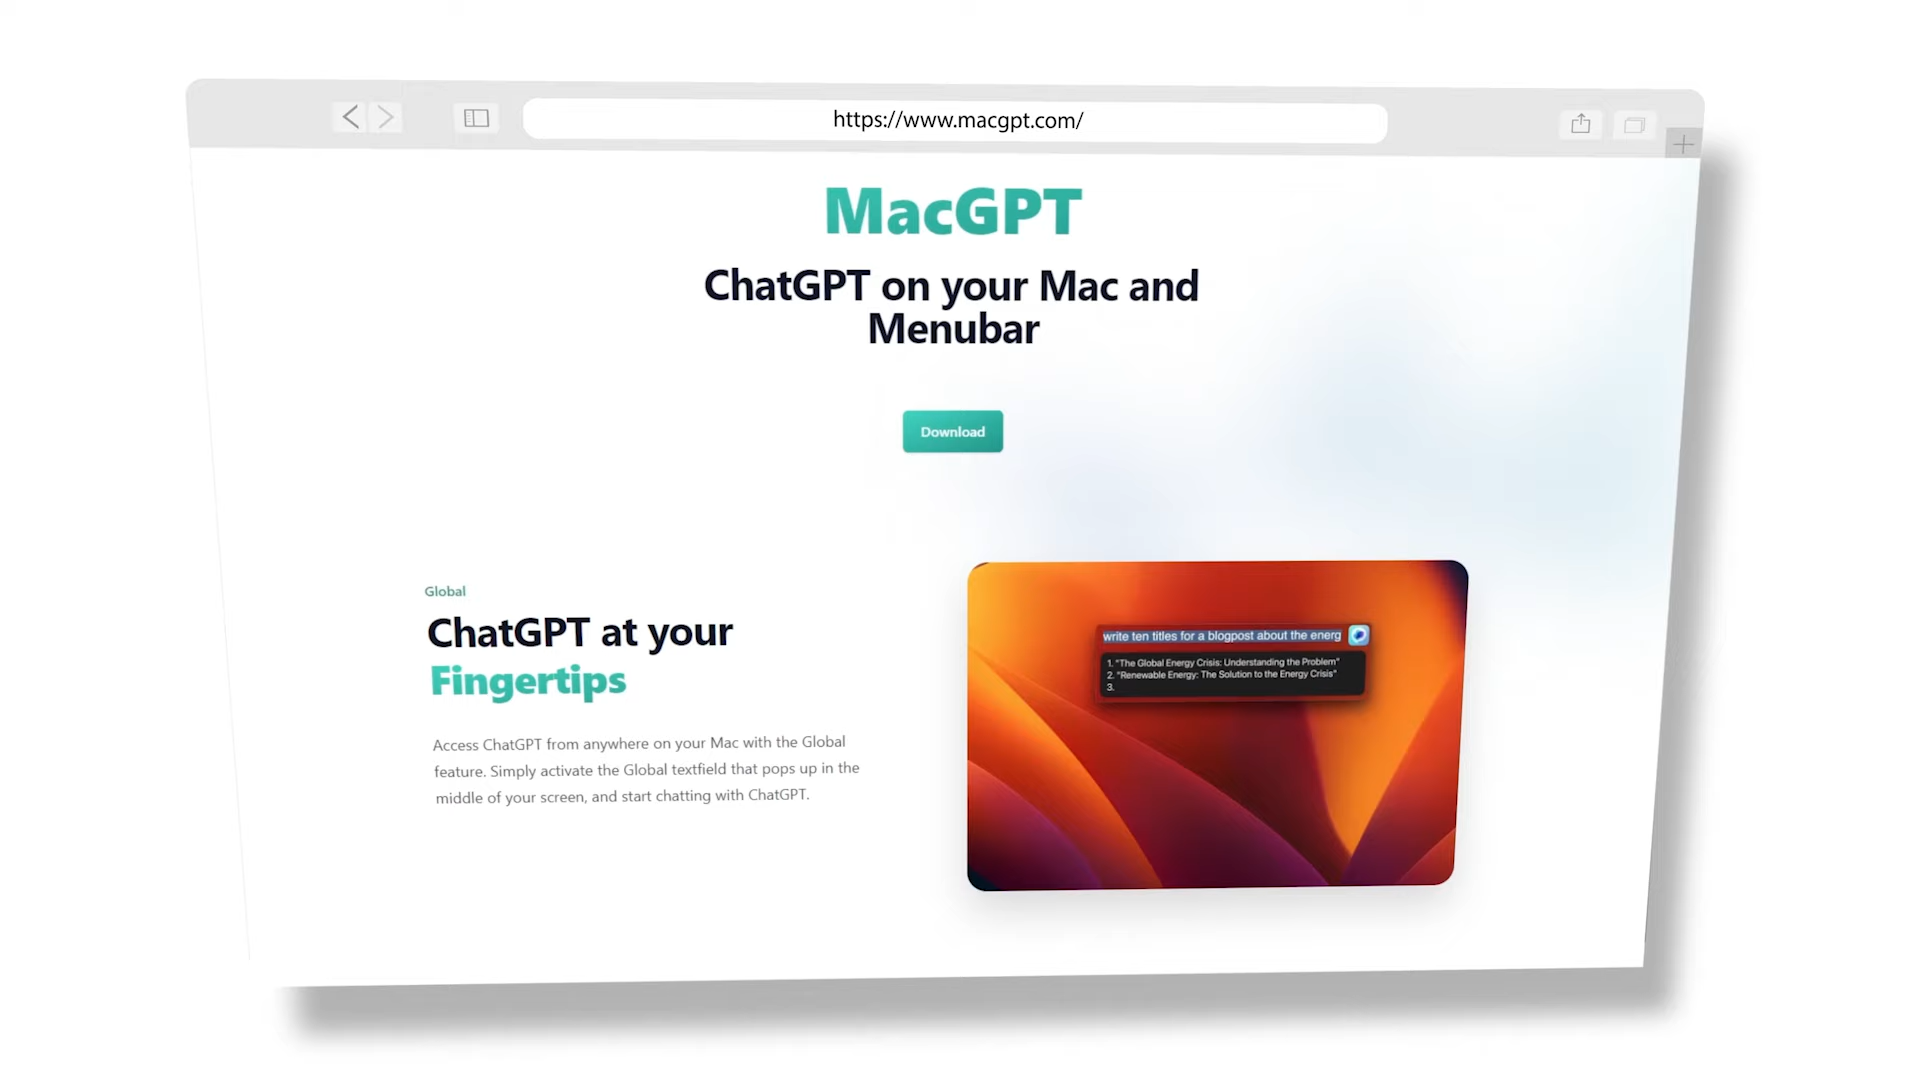 https://www.macgpt.com/
MacGPT
ChatGPT on your Mac and
Menubar
Download
Global
ChatGPT at your
Fingertips
Access ChatGPT from anywhere on your Mac with the Global
feature. Simply activate the Global textfield that pops up in the
middle of your screen, and start chatting with ChatGPT.
write ten titles for a blogpost about the energ
1. "The Global Energy Crisis: Understanding the Problem"
2. "Renewable Energy: The Solution to the Energy Crisis"
3.